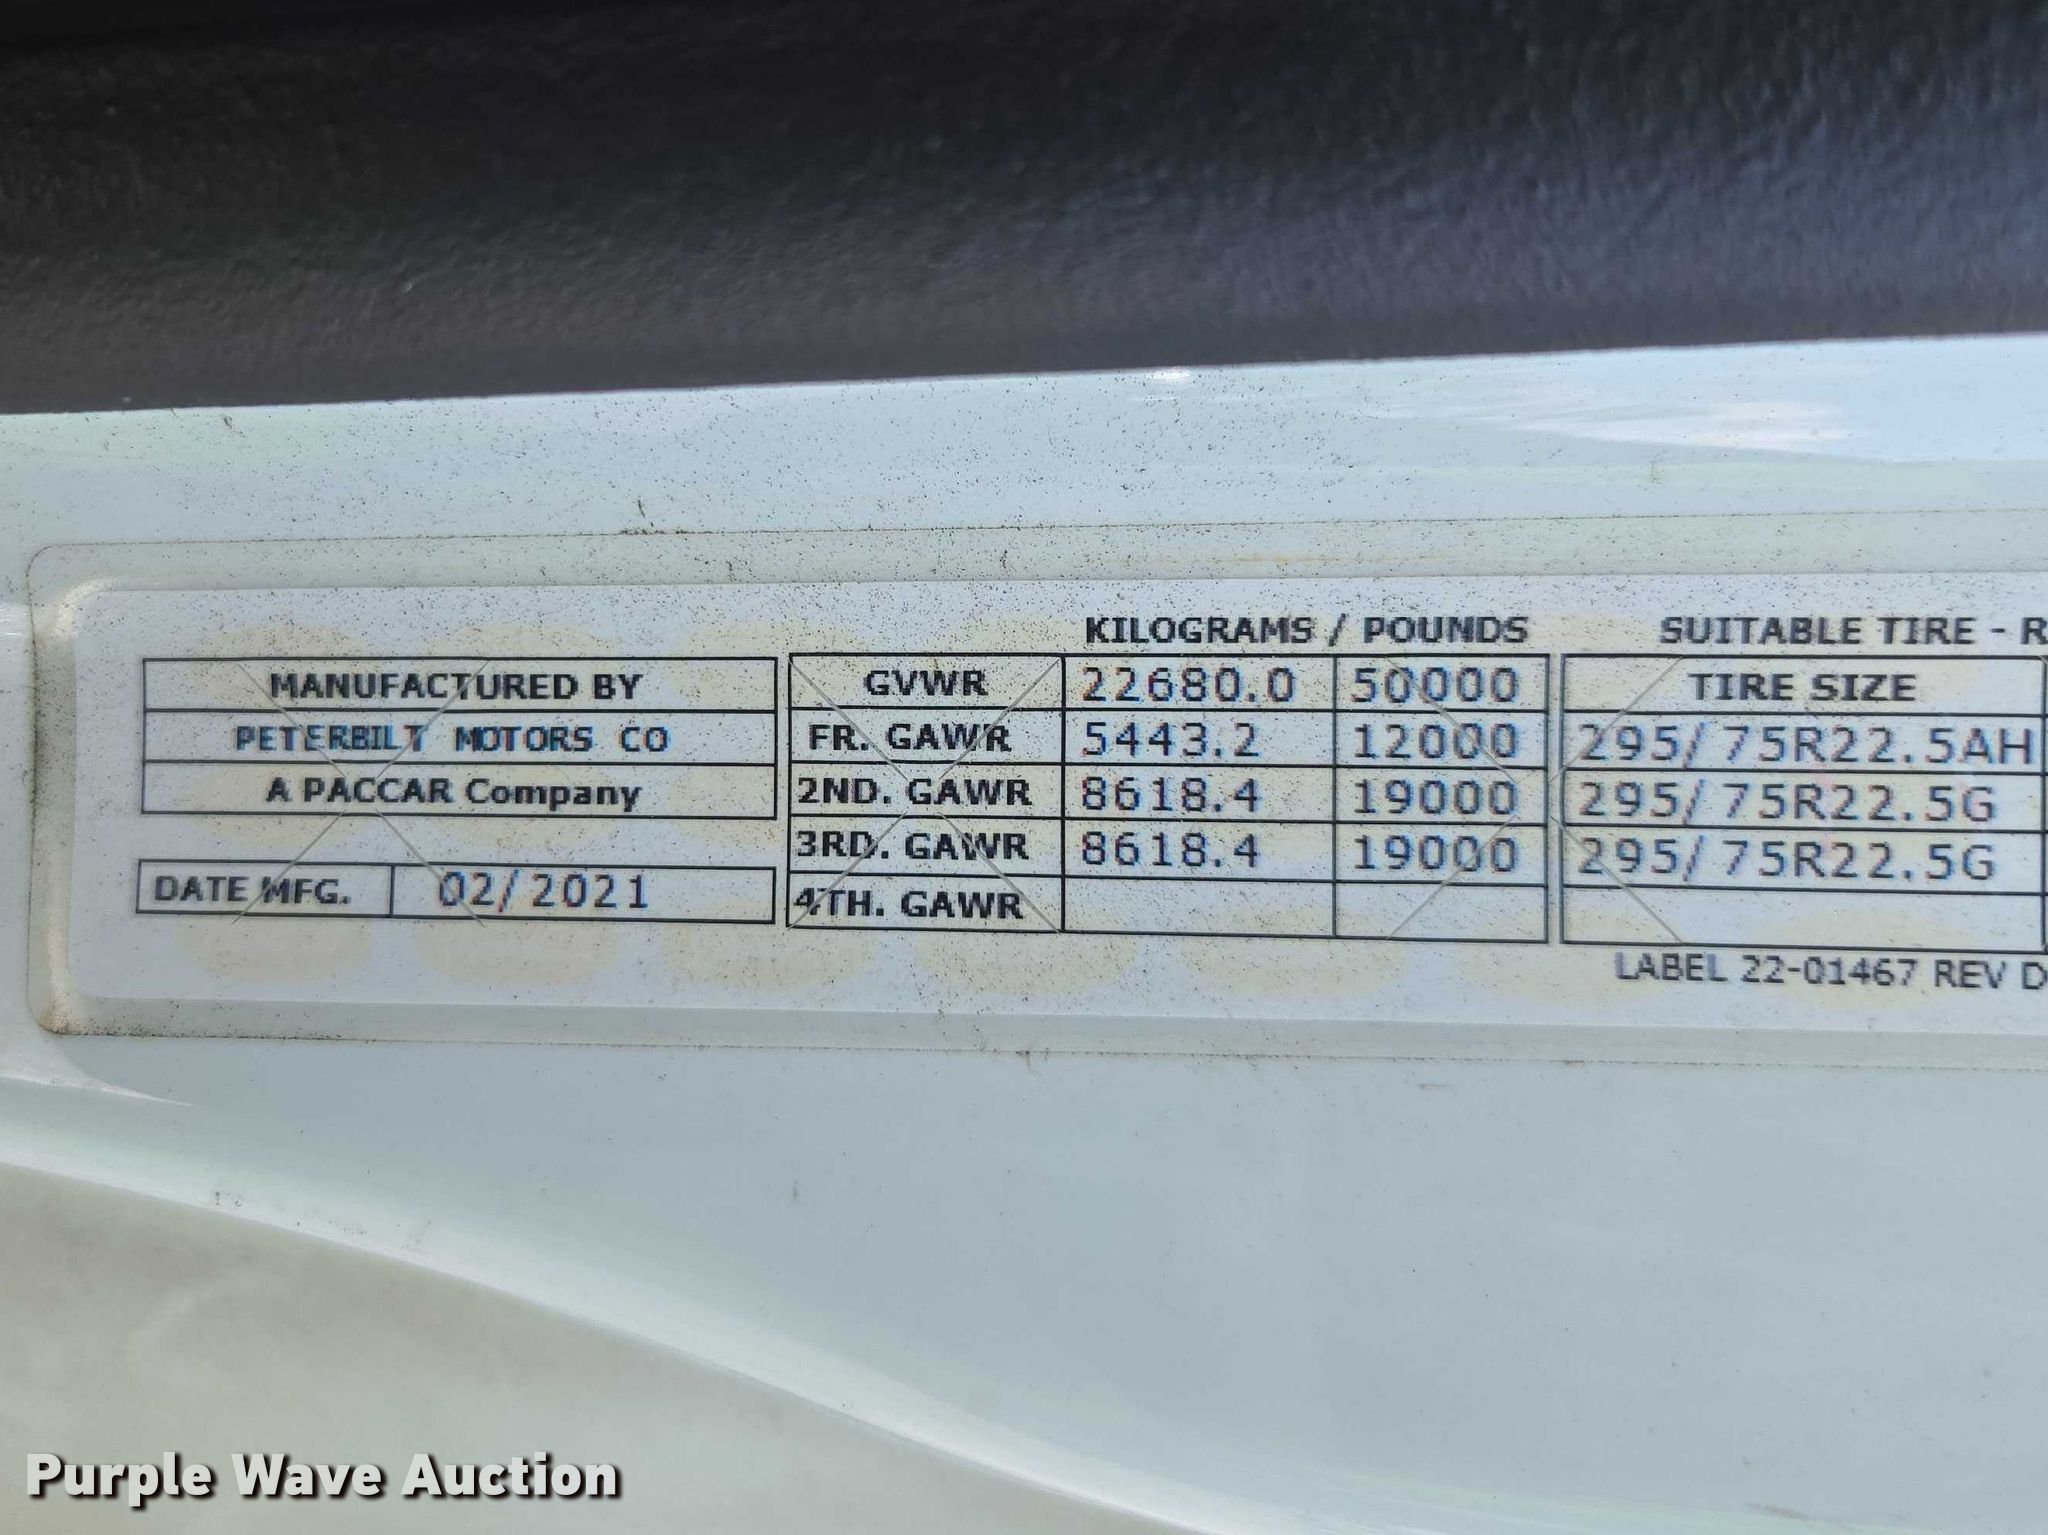 KILOGRAMS / POUNDS SUITABLE TIRE - R
MANUFACTURED BY GVWR 22680.0 50000 TIRE SIZE
PETERBILT MOTORS CO FR. GAWR 5443.2 12000 295/75R22.5AH
A PACCAR Company 2ND. GAWR 8618.4 19000 295/75R22.5G
3RD. GAWR 8618.4 19000 295/75R22.5G
DATE MFG. 02/2021 4TH. GAWR
LABEL 22-01467 REV D
Purple Wave Auction